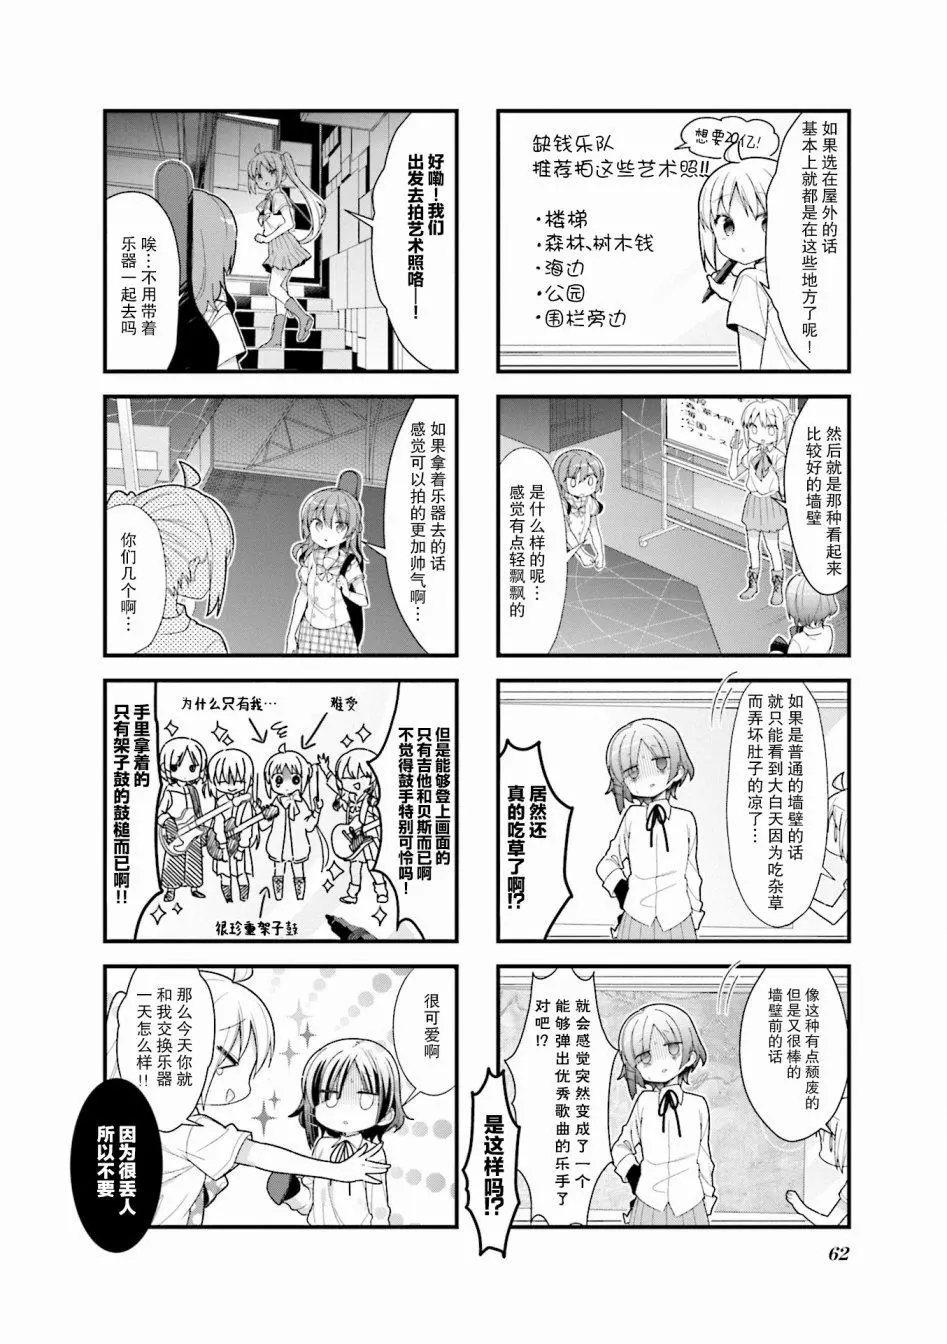 如果选在屋外的话
基本上就都是在这些地方了呢！
想要20亿！
缺钱乐队
推荐拍这些艺术照!!
・楼梯
・森林、树木钱
・海边
・公园
・围栏旁边
然后就是那种看起来
比较好的墙壁
是什么样的呢…
感觉有点轻飘飘的
如果是普通的墙壁的话
就只能看到大白天因为吃杂草
而弄坏肚子的凉了…
居然还
真的吃草了啊!?
像这种有点颓废的
但是又很棒的
墙壁前的话
就会感觉突然变成了一个
能够弹出优秀歌曲的乐手了
对吧!?
是这样吗!?
好嘞！我们
出发去拍艺术照咯——！
唉…不用带着
乐器一起去吗
如果拿着乐器去的话
感觉可以拍的更加帅气啊…
你们几个啊…
但是能够登上画面的
只有吉他和贝斯而已啊
不觉得鼓手特别可怜吗！
为什么只有我…
难受
很珍重架子鼓
手里拿着的
只有架子鼓的鼓槌而已啊!!
很可爱啊
那么今天你就
和我交换乐器
一天怎么样!!
因为很丢人
所以不要
62